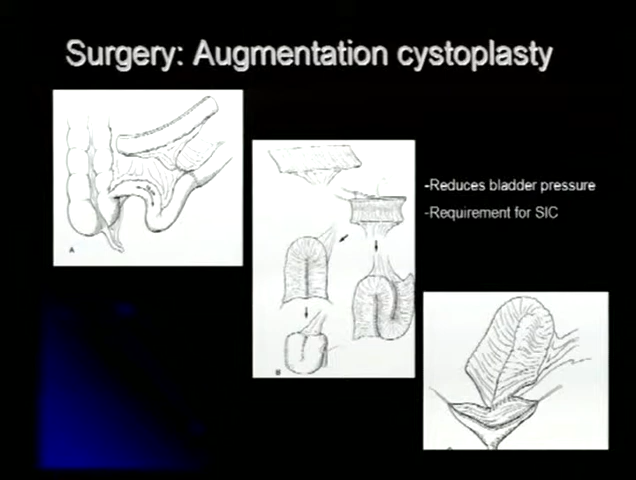 Surgery: Augmentation cystoplasty
A
-Reduces bladder pressure
-Requirement for SIC
B